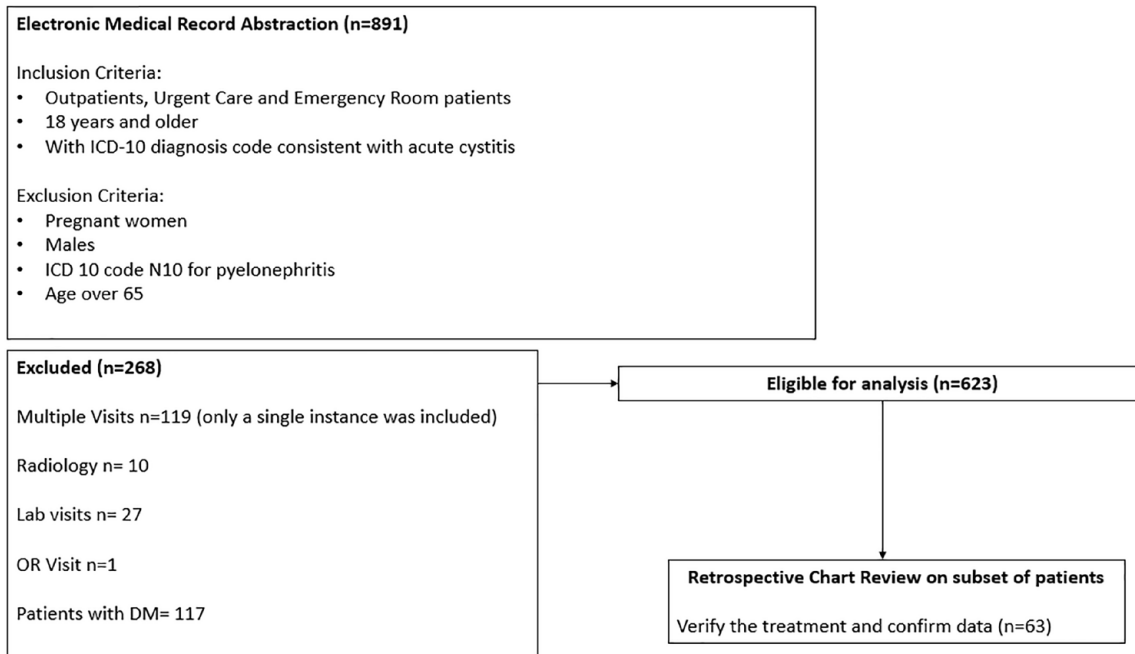 Electronic Medical Record Abstraction (n=891)
Inclusion Criteria:
• Outpatients, Urgent Care and Emergency Room patients
• 18 years and older
• With ICD-10 diagnosis code consistent with acute cystitis
Exclusion Criteria:
• Pregnant women
• Males
• ICD 10 code N10 for pyelonephritis
• Age over 65
Excluded (n=268)
Multiple Visits n=119 (only a single instance was included)
Radiology n= 10
Lab visits n= 27
OR Visit n=1
Patients with DM= 117
Eligible for analysis (n=623)
Retrospective Chart Review on subset of patients
Verify the treatment and confirm data (n=63)